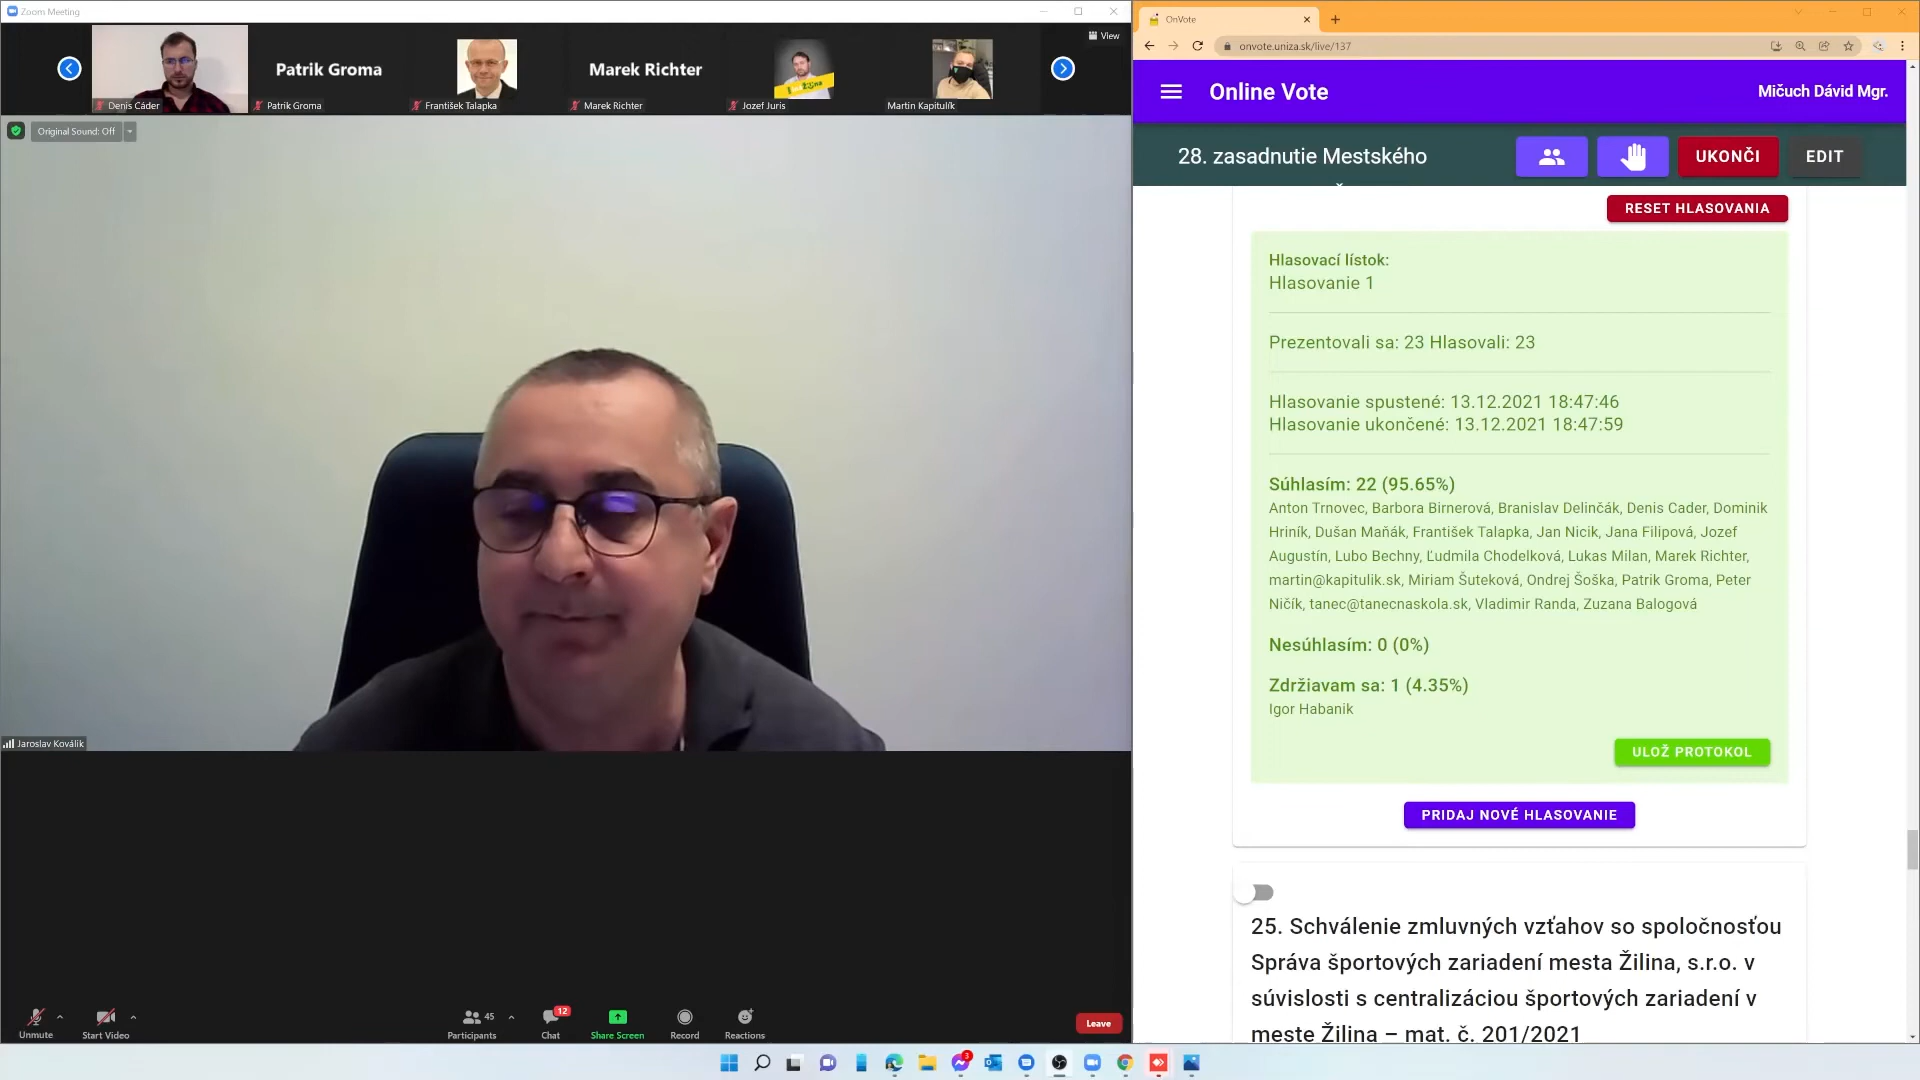 Zoom Meeting
View
Patrik Groma
Marek Richter
Denis Cáder
Patrik Groma
František Talapka
Marek Richter
Jozef Juris
Martin Kapitulík
Original Sound: Off
Jaroslav Koválik
Unmute
Start Video
45
Participants
12
Chat
Share Screen
Record
Reactions
Leave
OnVote
onvote.uniza.sk/live/137
Online Vote
Mičuch Dávid Mgr.
28. zasadnutie Mestského
UKONČI
EDIT
RESET HLASOVANIA
Hlasovací lístok:
Hlasovanie 1
Prezentovali sa: 23 Hlasovali: 23
Hlasovanie spustené: 13.12.2021 18:47:46
Hlasovanie ukončené: 13.12.2021 18:47:59
Súhlasím: 22 (95.65%)
Anton Trnovec, Barbora Birnerová, Branislav Delinčák, Denis Cader, Dominik
Hriník, Dušan Maňák, František Talapka, Jan Nicik, Jana Filipová, Jozef
Augustín, Lubo Bechny, Ľudmila Chodelková, Lukas Milan, Marek Richter,
martin@kapitulik.sk, Miriam Šuteková, Ondrej Šoška, Patrik Groma, Peter
Ničík, tanec@tanecnaskola.sk, Vladimir Randa, Zuzana Balogová
Nesúhlasím: 0 (0%)
Zdržiavam sa: 1 (4.35%)
Igor Habanik
ULOŽ PROTOKOL
PRIDAJ NOVÉ HLASOVANIE
25. Schválenie zmluvných vzťahov so spoločnosťou
Správa športových zariadení mesta Žilina, s.r.o. v
súvislosti s centralizáciou športových zariadení v
meste Žilina – mat. č. 201/2021
3